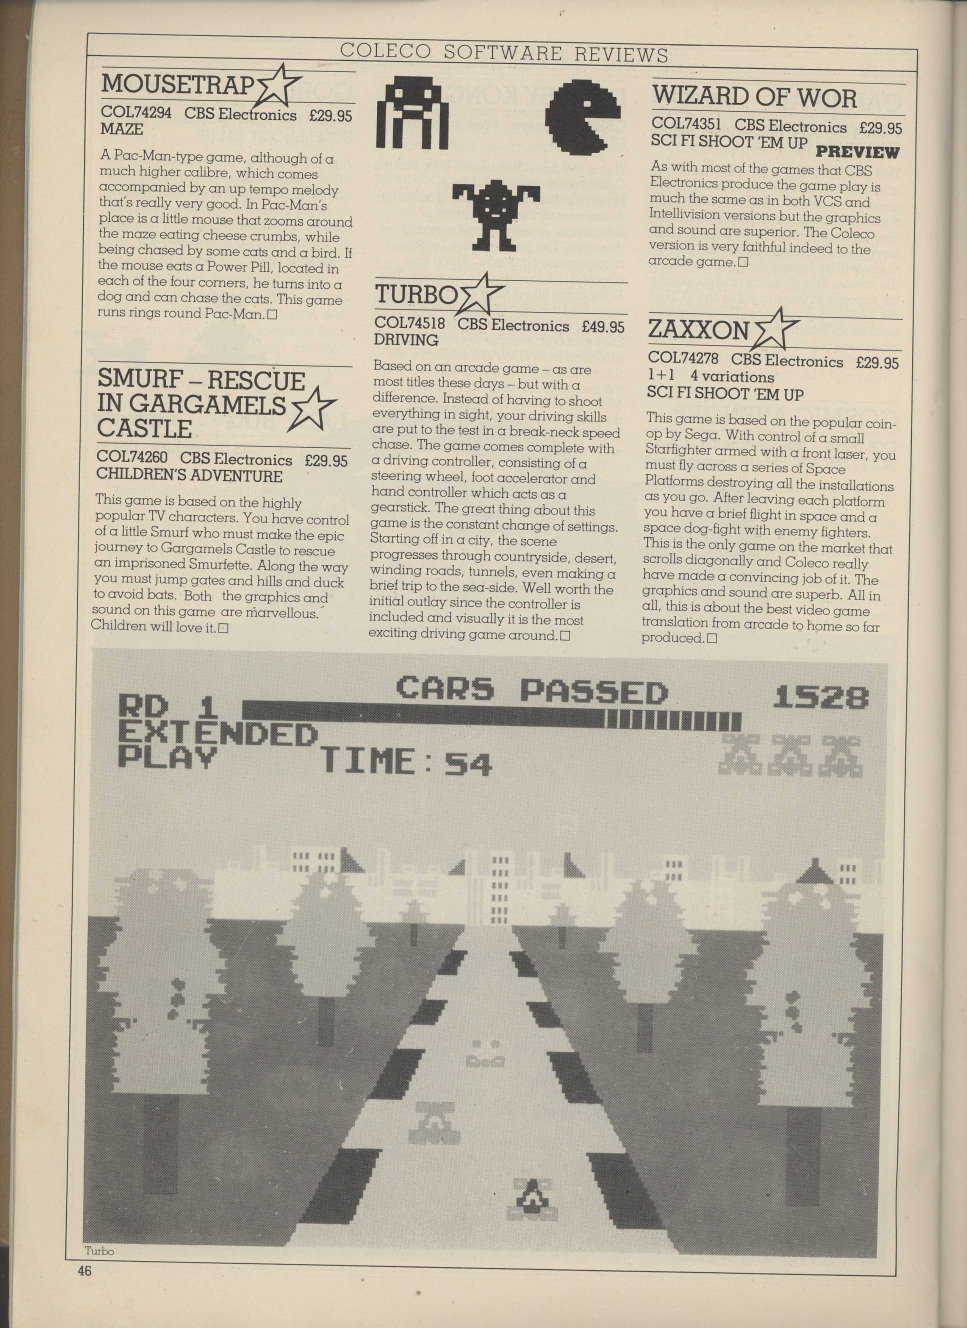 COLECO SOFTWARE REVIEWS
MOUSETRAP
COL74294 CBS Electronics £29.95
MAZE
A Pac-Man-type game, although of a
much higher calibre, which comes
accompanied by an up tempo melody
that's really very good. In Pac-Man's
place is a little mouse that zooms around
the maze eating cheese crumbs, while
being chased by some cats and a bird. If
the mouse eats a Power Pill, located in
each of the four corners, he turns into a
dog and can chase the cats. This game
runs rings round Pac-Man.□
SMURF – RESCUE
IN GARGAMELS
CASTLE
COL74260 CBS Electronics £29.95
CHILDREN'S ADVENTURE
This game is based on the highly
popular TV characters. You have control
of a little Smurf who must make the epic
journey to Gargamels Castle to rescue
an imprisoned Smurfette. Along the way
you must jump gates and hills and duck
to avoid bats. Both the graphics and
sound on this game are marvellous.
Children will love it.□
TURBO
COL74518 CBS Electronics £49.95
DRIVING
Based on an arcade game – as are
most titles these days – but with a
difference. Instead of having to shoot
everything in sight, your driving skills
are put to the test in a break-neck speed
chase. The game comes complete with
a driving controller, consisting of a
steering wheel, foot accelerator and
hand controller which acts as a
gearstick. The great thing about this
game is the constant change of settings.
Starting off in a city, the scene
progresses through countryside, desert,
winding roads, tunnels, even making a
brief trip to the sea-side. Well worth the
initial outlay since the controller is
included and visually it is the most
exciting driving game around.□
WIZARD OF WOR
COL74351 CBS Electronics £29.95
SCI FI SHOOT 'EM UP PREVIEW
As with most of the games that CBS
Electronics produce the game play is
much the same as in both VCS and
Intellivision versions but the graphics
and sound are superior. The Coleco
version is very faithful indeed to the
arcade game.□
ZAXXON
COL74278 CBS Electronics £29.95
1+1 4 variations
SCI FI SHOOT 'EM UP
This game is based on the popular coin-
op by Sega. With control of a small
Starfighter armed with a front laser, you
must fly across a series of Space
Platforms destroying all the installations
as you go. After leaving each platform
you have a brief flight in space and a
space dog-fight with enemy fighters.
This is the only game on the market that
scrolls diagonally and Coleco really
have made a convincing job of it. The
graphics and sound are superb. All in
all, this is about the best video game
translation from arcade to home so far
produced.□
CARS PASSED 1528
RD 1
EXTENDED
PLAY TIME:54
Turbo
46